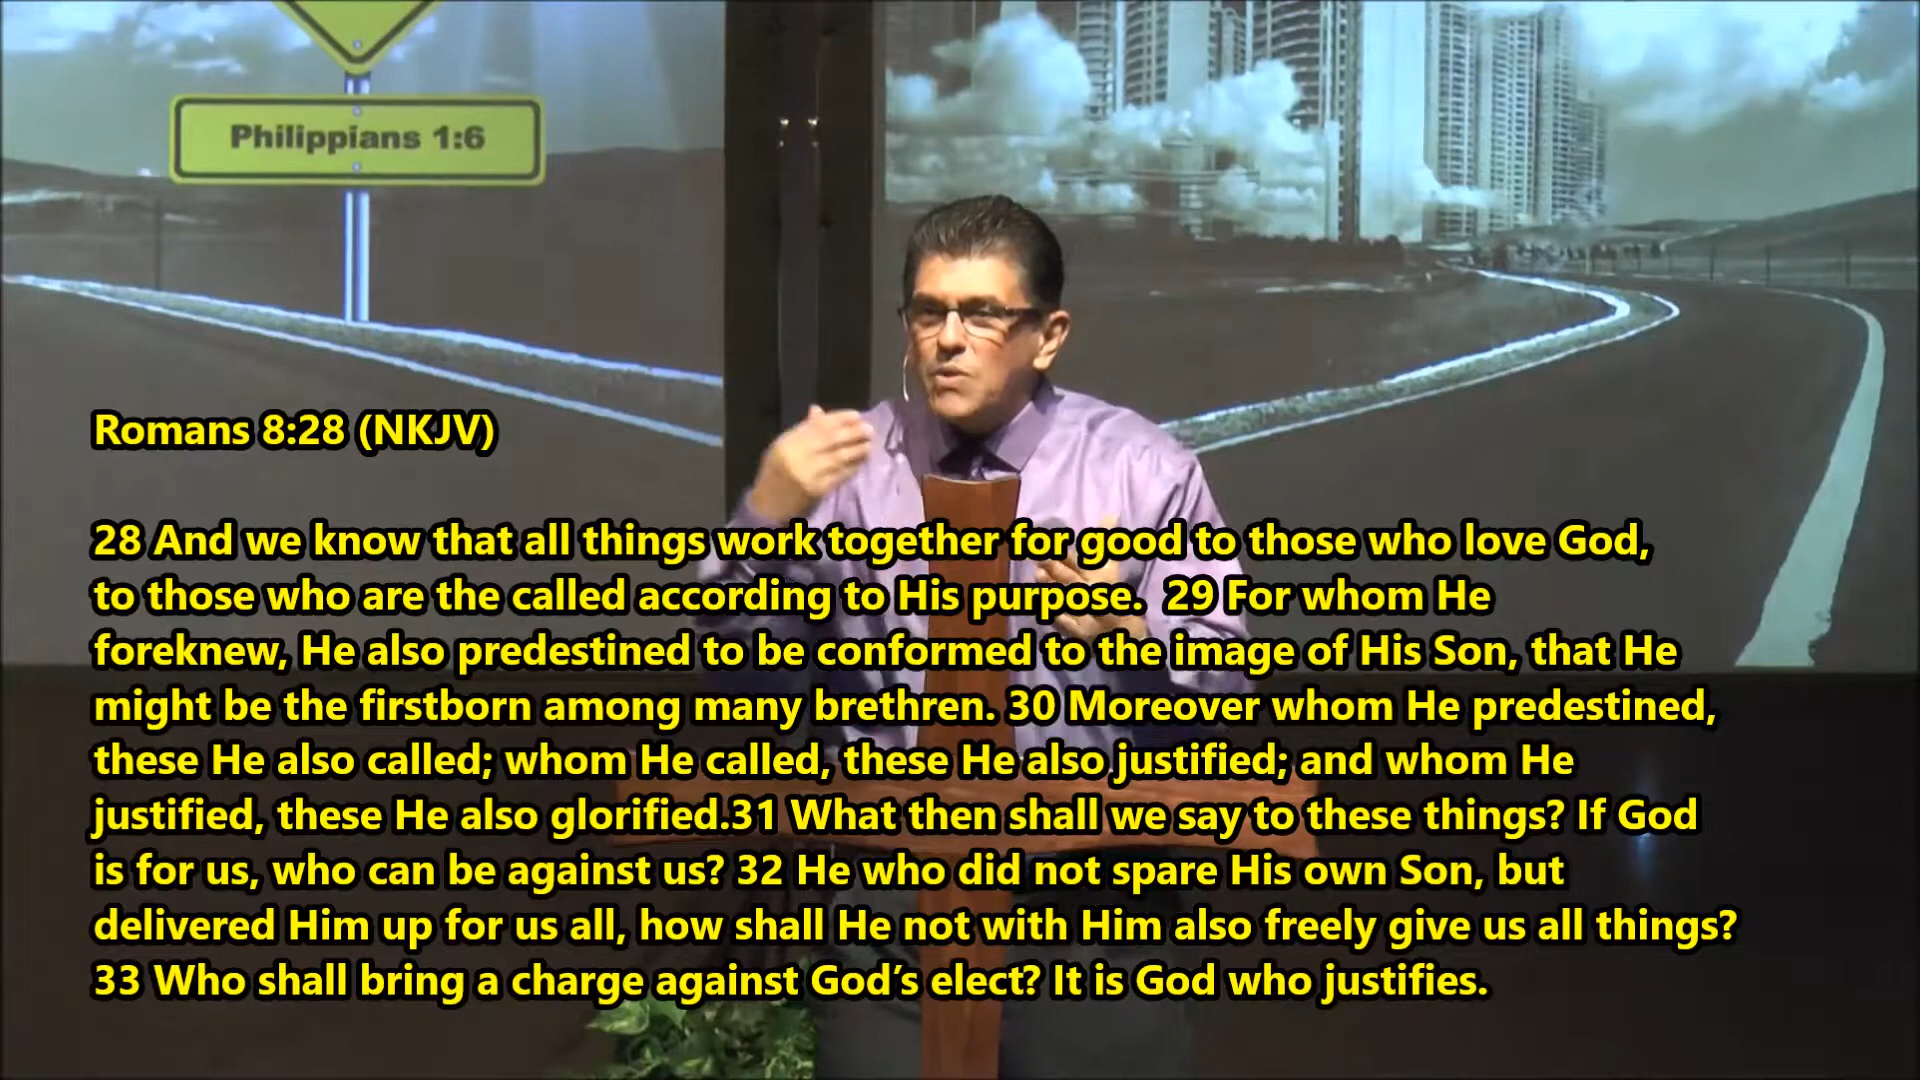 Philippians 1:6
Romans 8:28 (NKJV)
28 And we know that all things work together for good to those who love God,
to those who are the called according to His purpose.  29 For whom He
foreknew, He also predestined to be conformed to the image of His Son, that He
might be the firstborn among many brethren. 30 Moreover whom He predestined,
these He also called; whom He called, these He also justified; and whom He
justified, these He also glorified.31 What then shall we say to these things? If God
is for us, who can be against us? 32 He who did not spare His own Son, but
delivered Him up for us all, how shall He not with Him also freely give us all things?
33 Who shall bring a charge against God’s elect? It is God who justifies.